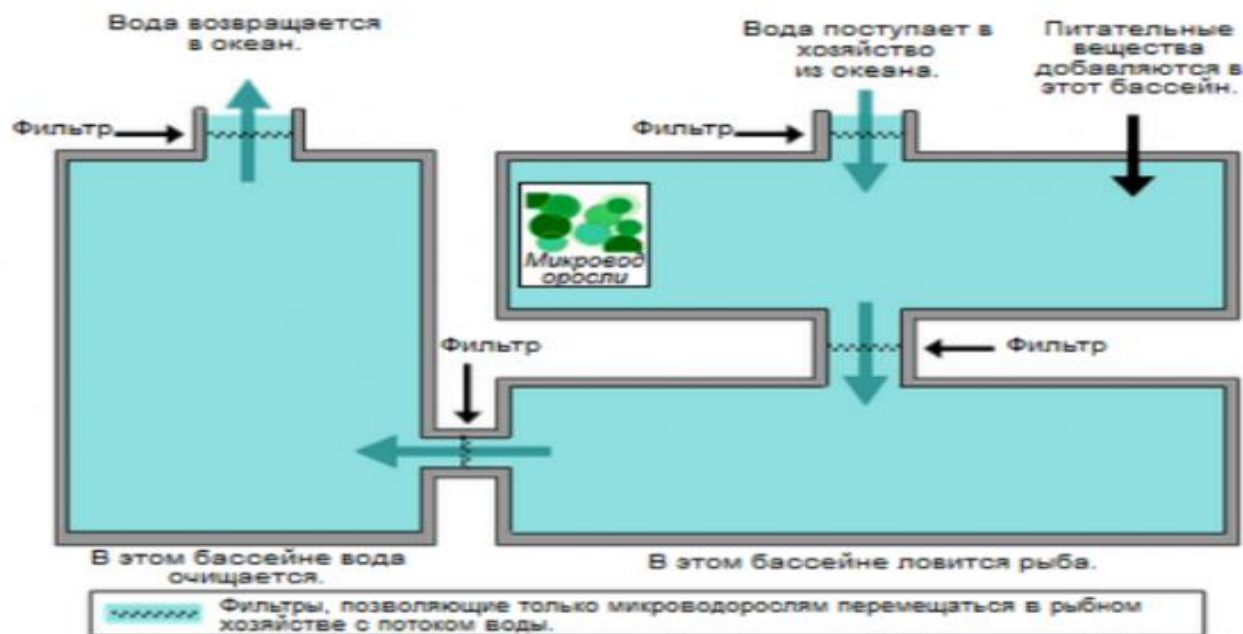 Вода возвращается
в океан.
Вода поступает в
хозяйство
из океана.
Питательные
вещества
добавляются в
этот бассейн.
Фильтр
Фильтр
Микровод
оросли
Фильтр
Фильтр
В этом бассейне вода
очищается.
В этом бассейне ловится рыба.
Фильтры, позволяющие только микроводорослям перемещаться в рыбном
хозяйстве с потоком воды.